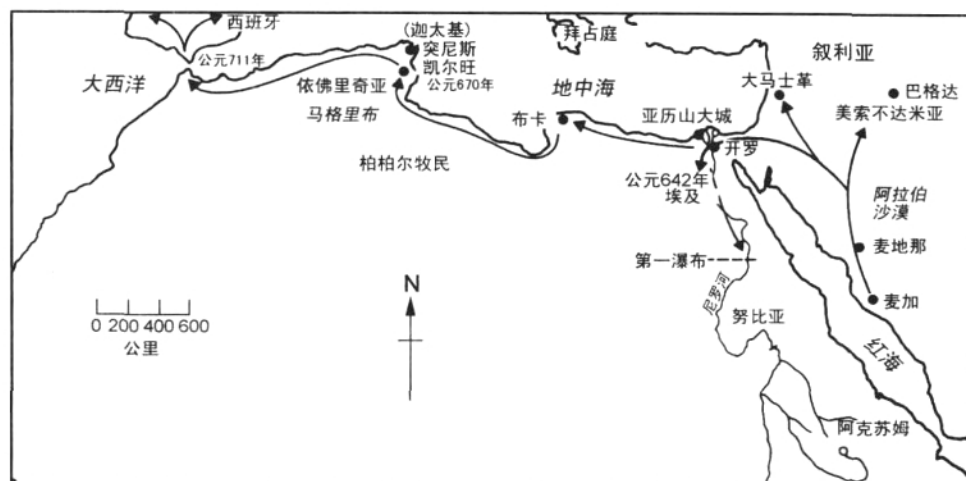 西班牙
公元711年
大西洋
(迦太基)
突尼斯
凯尔旺
公元670年
依佛里奇亚
马格里布
柏柏尔牧民
拜占庭
地中海
布卡
叙利亚
大马士革
巴格达
美索不达米亚
亚历山大城
开罗
公元642年
埃及
阿拉伯
沙漠
麦地那
麦加
第一瀑布
尼罗河
努比亚
红海
阿克苏姆
N
0 200 400 600
公里